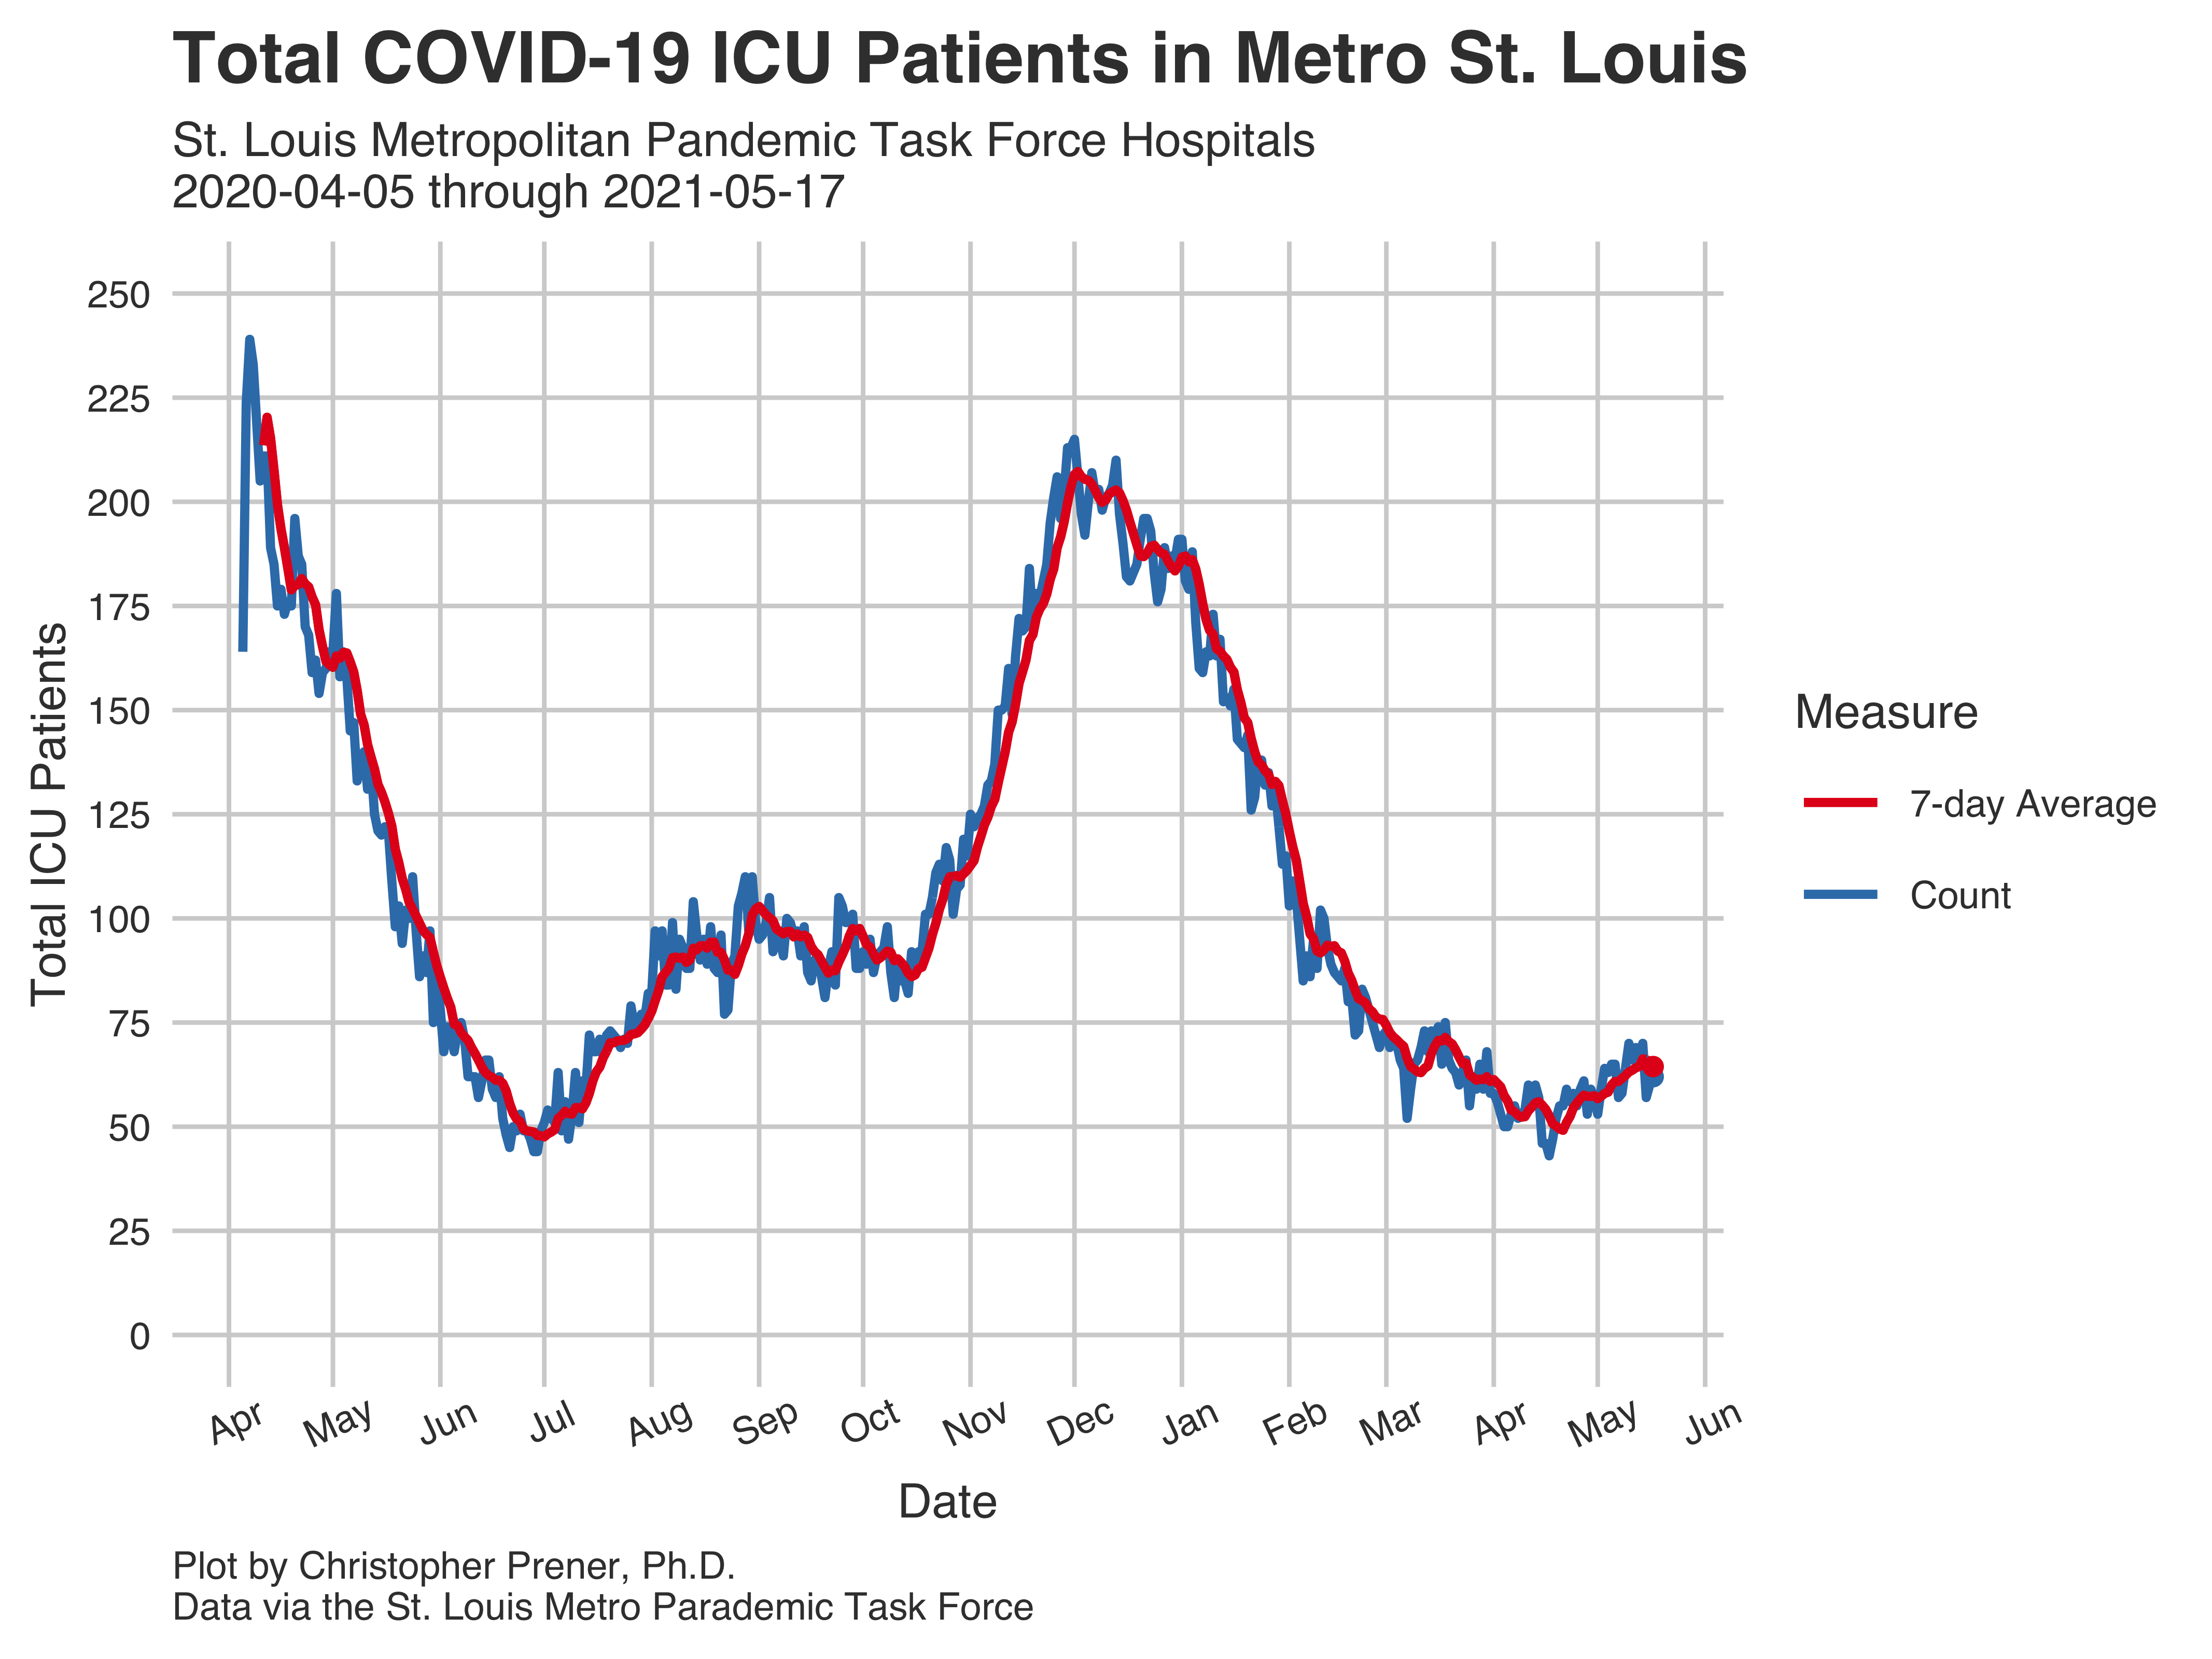 Total COVID-19 ICU Patients in Metro St. Louis
St. Louis Metropolitan Pandemic Task Force Hospitals
2020-04-05 through 2021-05-17
Total ICU Patients
250
225
200
175
150
125
100
75
50
25
0
Apr
May
Jun
Jul
Aug
Sep
Oct
Nov
Dec
Jan
Feb
Mar
Apr
May
Jun
Date
Measure
7-day Average
Count
Plot by Christopher Prener, Ph.D.
Data via the St. Louis Metro Parademic Task Force